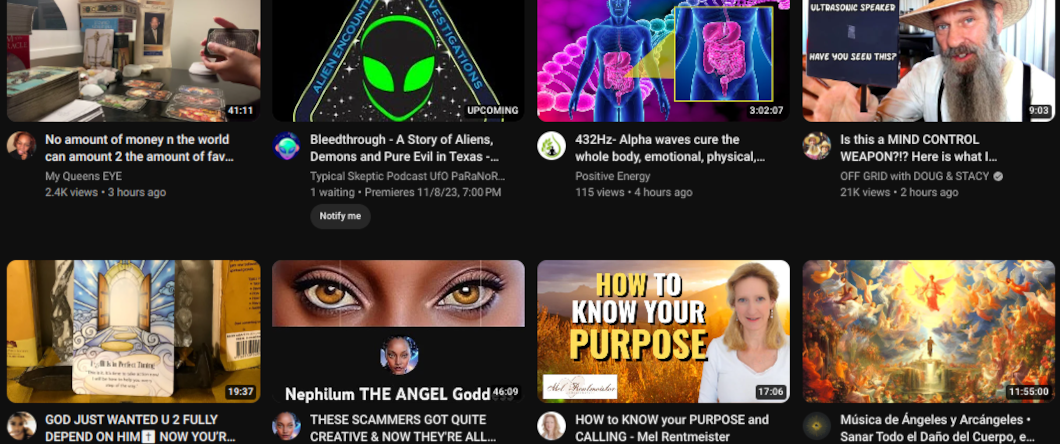 41:11
ALIEN ENCOUNT
VESTIGATIONS
UPCOMING
3:02:07
ULTRASONIC SPEAKER
HAVE YOU SEEN THIS?
9:03
No amount of money n the world
can amount 2 the amount of fav...
My Queens EYE
2.4K views • 3 hours ago
Bleedthrough - A Story of Aliens,
Demons and Pure Evil in Texas -...
Typical Skeptic Podcast UfO PaRaNoR...
1 waiting • Premieres 11/8/23, 7:00 PM
Notify me
432Hz- Alpha waves cure the
whole body, emotional, physical,...
Positive Energy
115 views • 4 hours ago
Is this a MIND CONTROL
WEAPON?!? Here is what I...
OFF GRID with DOUG & STACY
21K views • 2 hours ago
19:37
Nephilum THE ANGEL Godd
46:09
HOW TO
KNOW YOUR
PURPOSE
Mel Rentmeister
17:06
11:55:00
GOD JUST WANTED U 2 FULLY
DEPEND ON HIM✝️ NOW YOU'R...
THESE SCAMMERS GOT QUITE
CREATIVE & NOW THEY'RE ALL...
HOW to KNOW your PURPOSE and
CALLING - Mel Rentmeister
Música de Ángeles y Arcángeles •
Sanar Todo el Daño del Cuerpo, e...